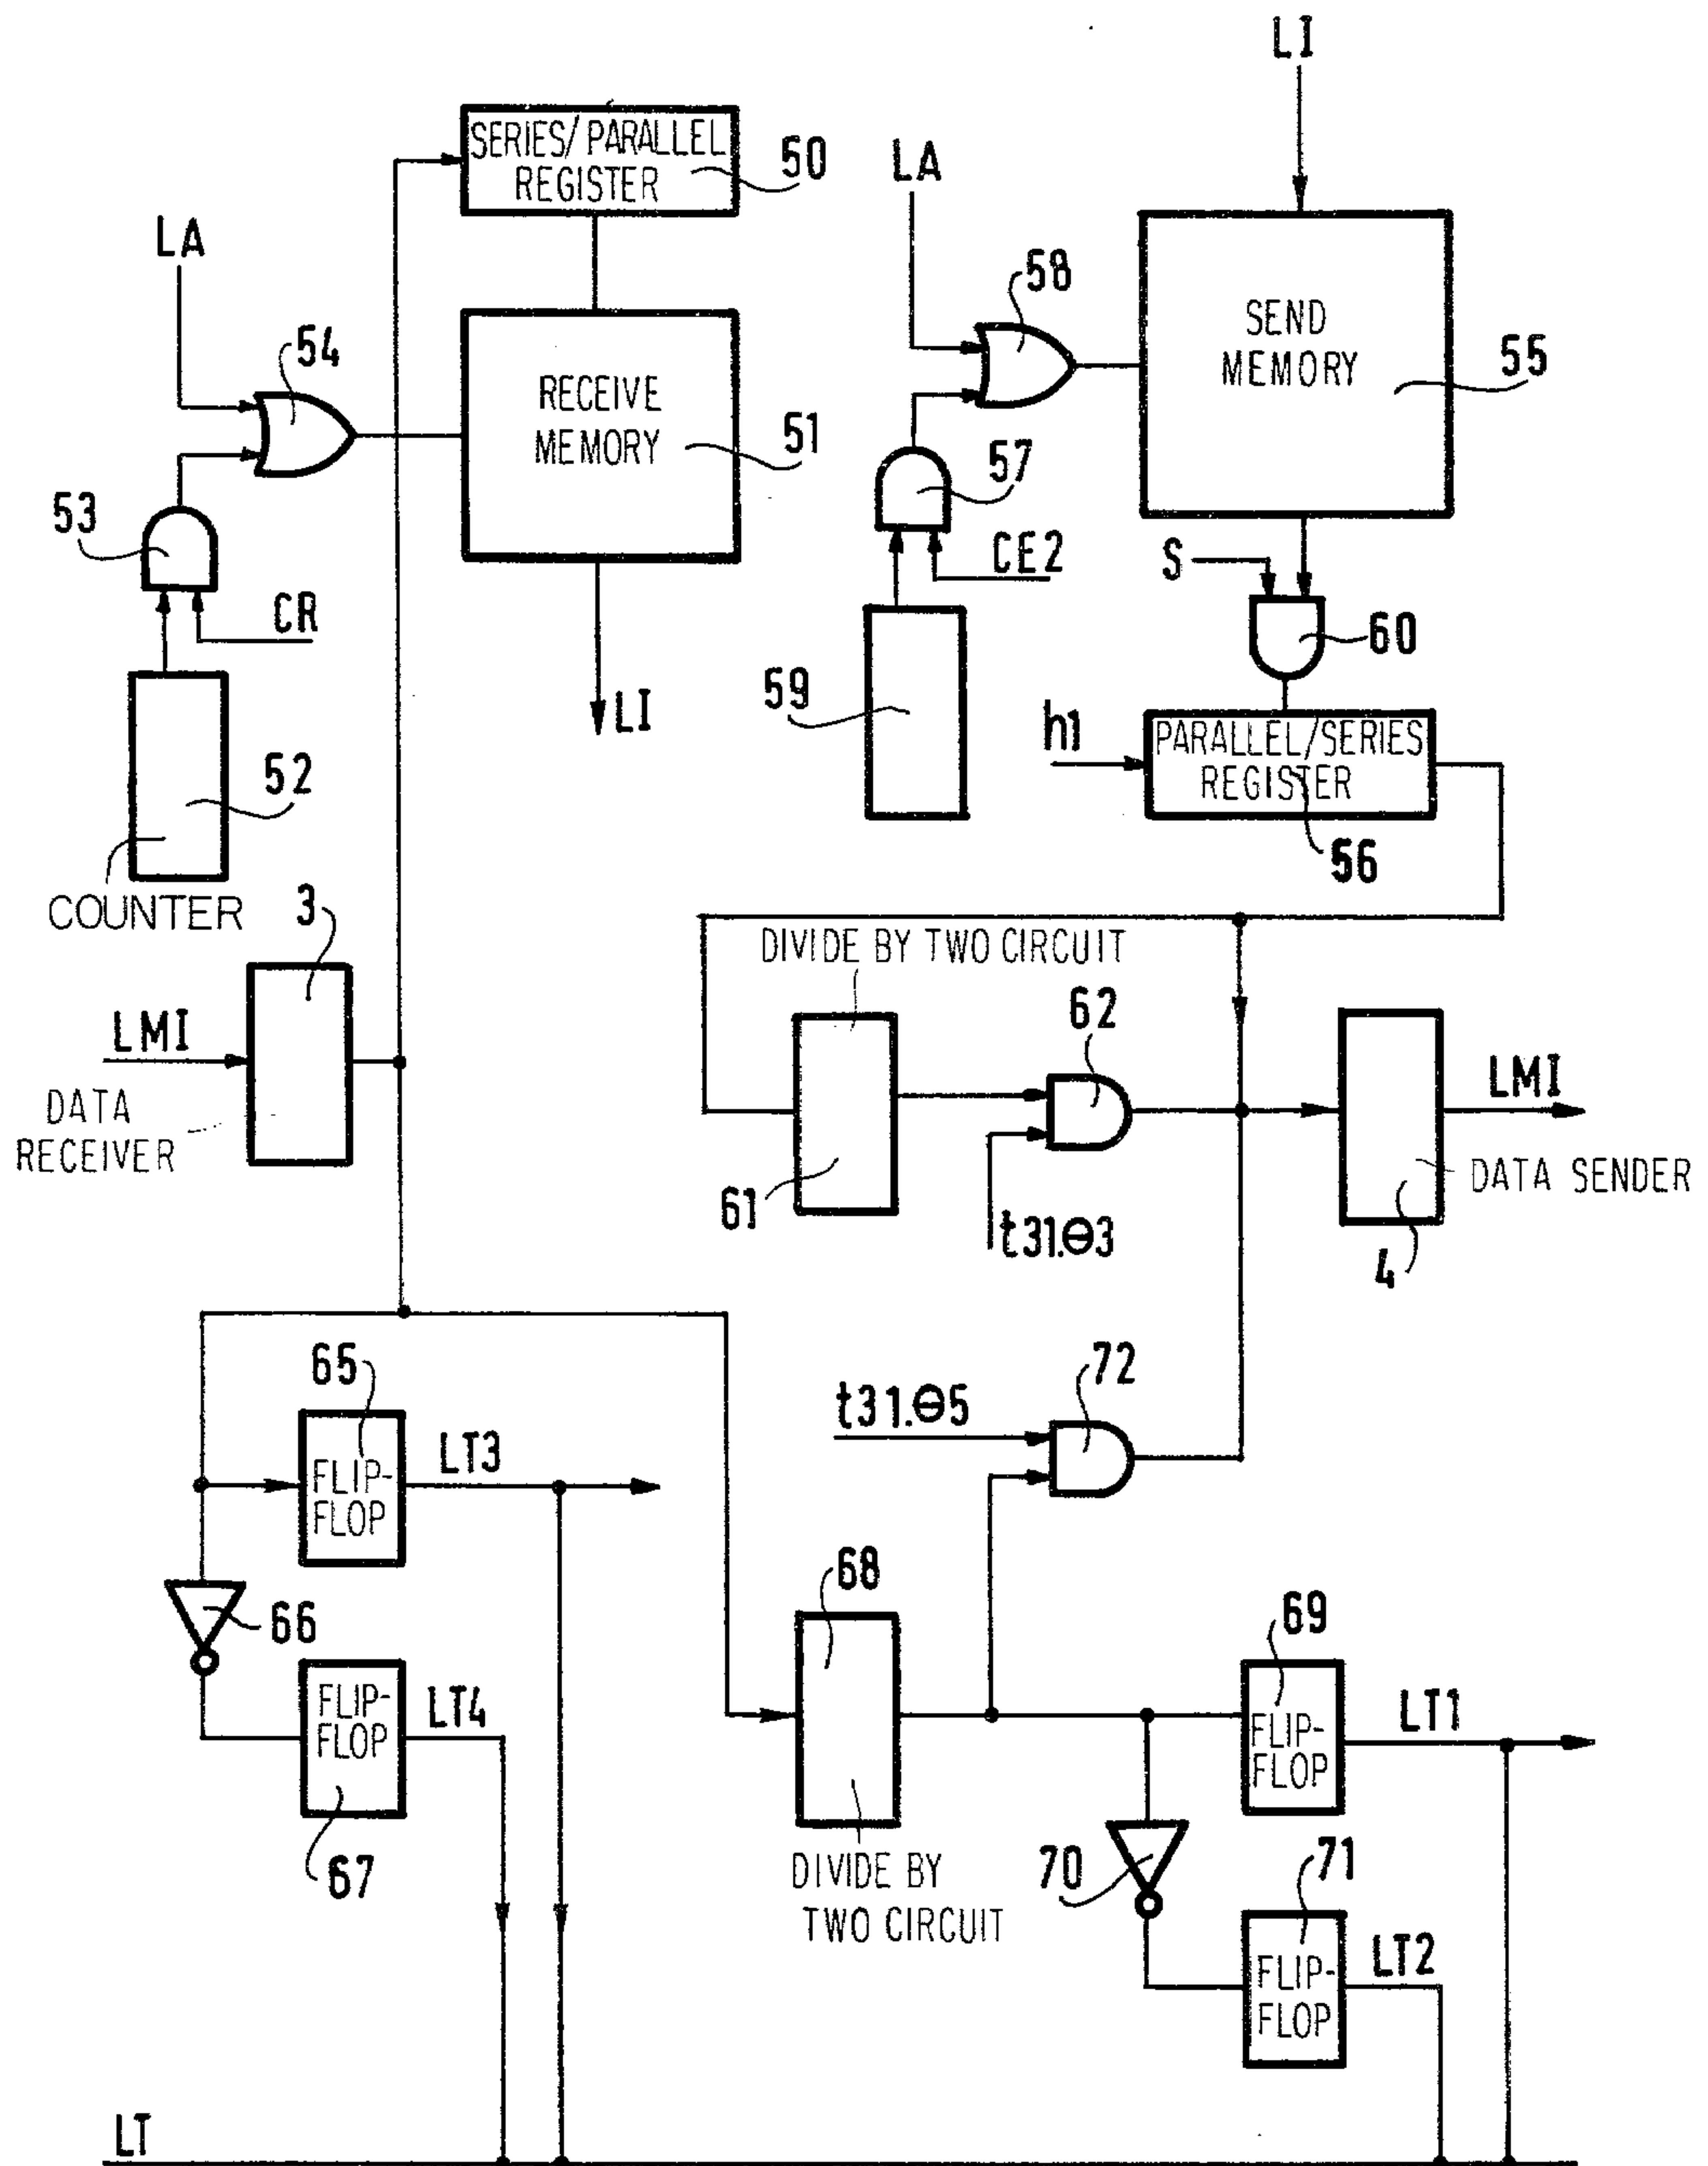 LI
SERIES/PARALLEL
REGISTER
50
LA
LA
58
SEND
MEMORY
55
54
RECEIVE
MEMORY
51
57
53
CE2
S
CR
60
59
LI
h1
PARALLEL/SERIES
REGISTER
52
56
COUNTER
3
DIVIDE BY TWO CIRCUIT
62
LMI
LMI
DATA
RECEIVER
61
DATA SENDER
t31.θ3
4
65
72
t31.θ5
LT3
FLIP-
FLOP
68
66
69
FLIP-
FLOP
LT4
LT1
FLIP-
FLOP
67
70
71
DIVIDE BY
TWO CIRCUIT
LT2
FLIP-
FLOP
LT